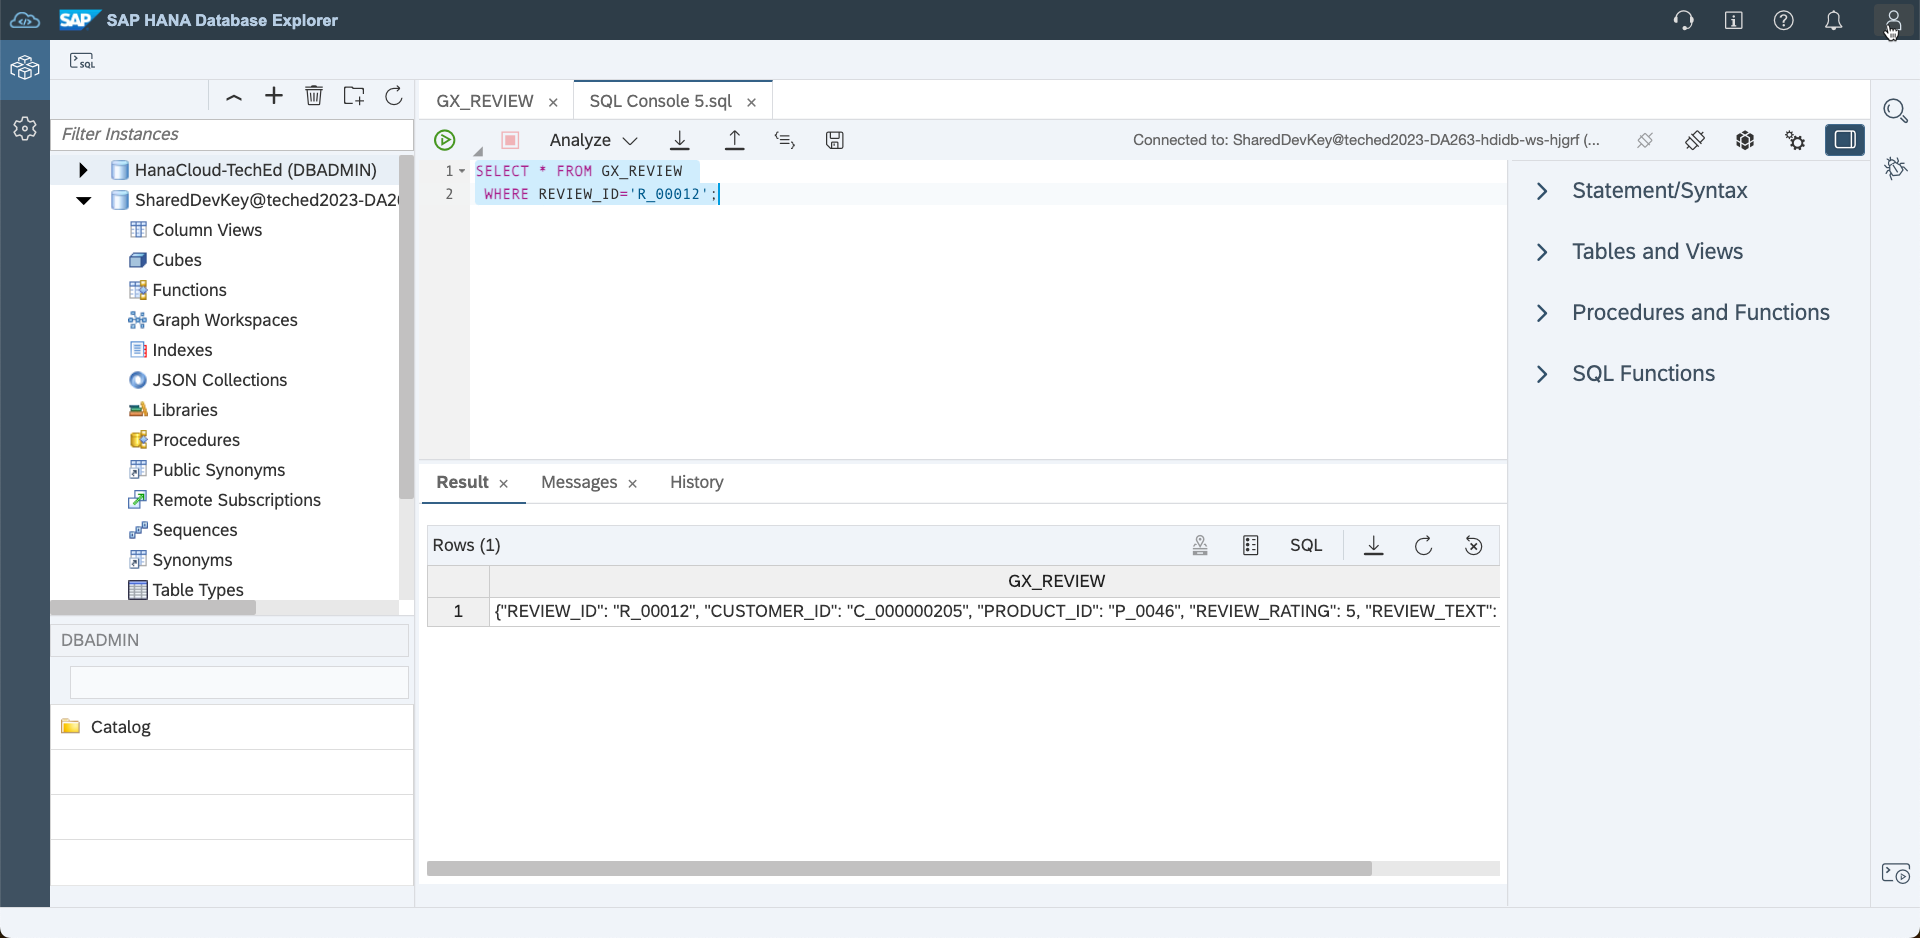 SAP SAP HANA Database Explorer
SQL
GX_REVIEW
SQL Console 5.sql
Filter Instances
Analyze
Connected to: SharedDevKey@teched2023-DA263-hdidb-ws-hjgrf (...
HanaCloud-TechEd (DBADMIN)
SharedDevKey@teched2023-DA2
Column Views
Cubes
Functions
Graph Workspaces
Indexes
JSON Collections
Libraries
Procedures
Public Synonyms
Remote Subscriptions
Sequences
Synonyms
Table Types
DBADMIN
Catalog
1 SELECT * FROM GX_REVIEW
2 WHERE REVIEW_ID='R_00012';
Statement/Syntax
Tables and Views
Procedures and Functions
SQL Functions
Result
Messages
History
Rows (1)
SQL
GX_REVIEW
1 {"REVIEW_ID": "R_00012", "CUSTOMER_ID": "C_000000205", "PRODUCT_ID": "P_0046", "REVIEW_RATING": 5, "REVIEW_TEXT":